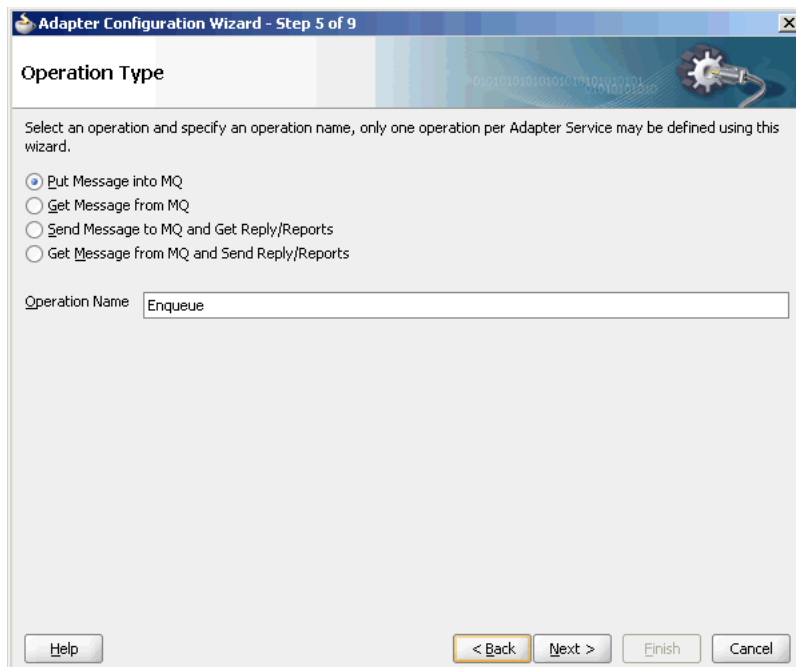 Adapter Configuration Wizard - Step 5 of 9
Operation Type
Select an operation and specify an operation name, only one operation per Adapter Service may be defined using this
wizard.
Put Message into MQ
Get Message from MQ
Send Message to MQ and Get Reply/Reports
Get Message from MQ and Send Reply/Reports
Operation Name Enqueue
Help < Back Next > Finish Cancel